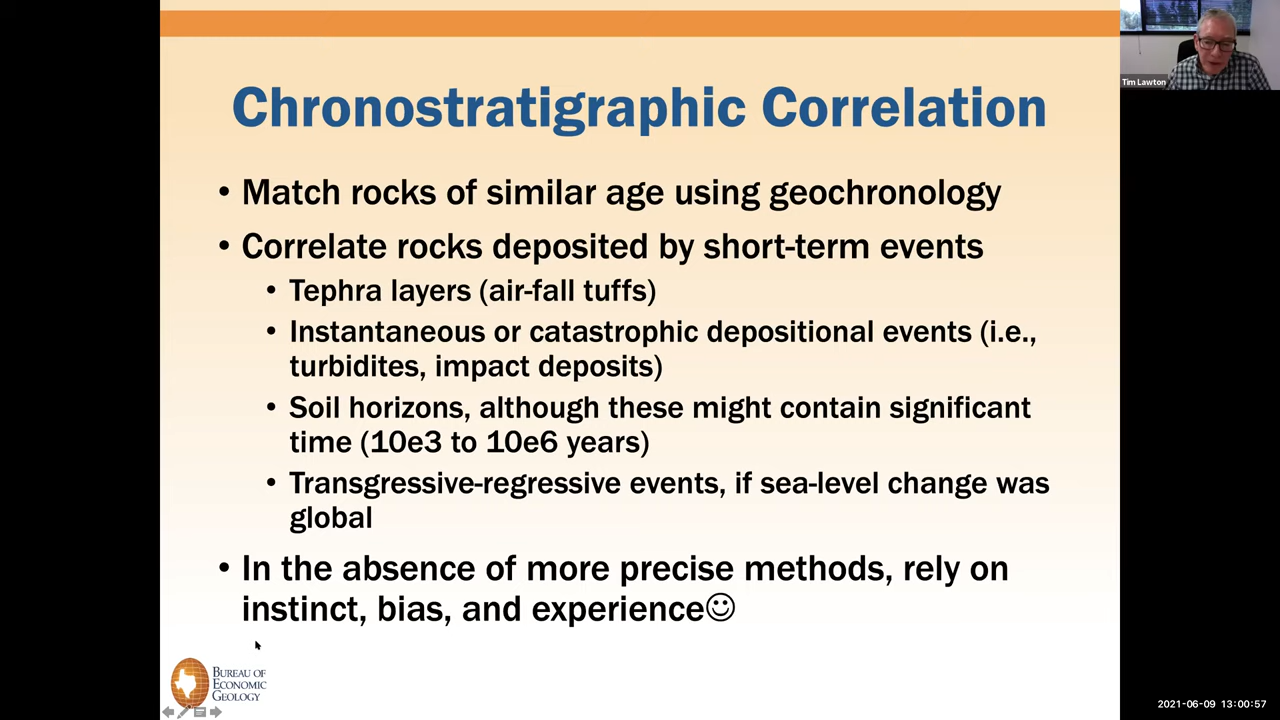 Tim Lawton
Chronostratigraphic Correlation
• Match rocks of similar age using geochronology
• Correlate rocks deposited by short-term events
• Tephra layers (air-fall tuffs)
• Instantaneous or catastrophic depositional events (i.e.,
turbidites, impact deposits)
• Soil horizons, although these might contain significant
time (10e3 to 10e6 years)
• Transgressive-regressive events, if sea-level change was
global
• In the absence of more precise methods, rely on
instinct, bias, and experience☺
BUREAU OF
ECONOMIC
GEOLOGY
2021-06-09 13:00:57